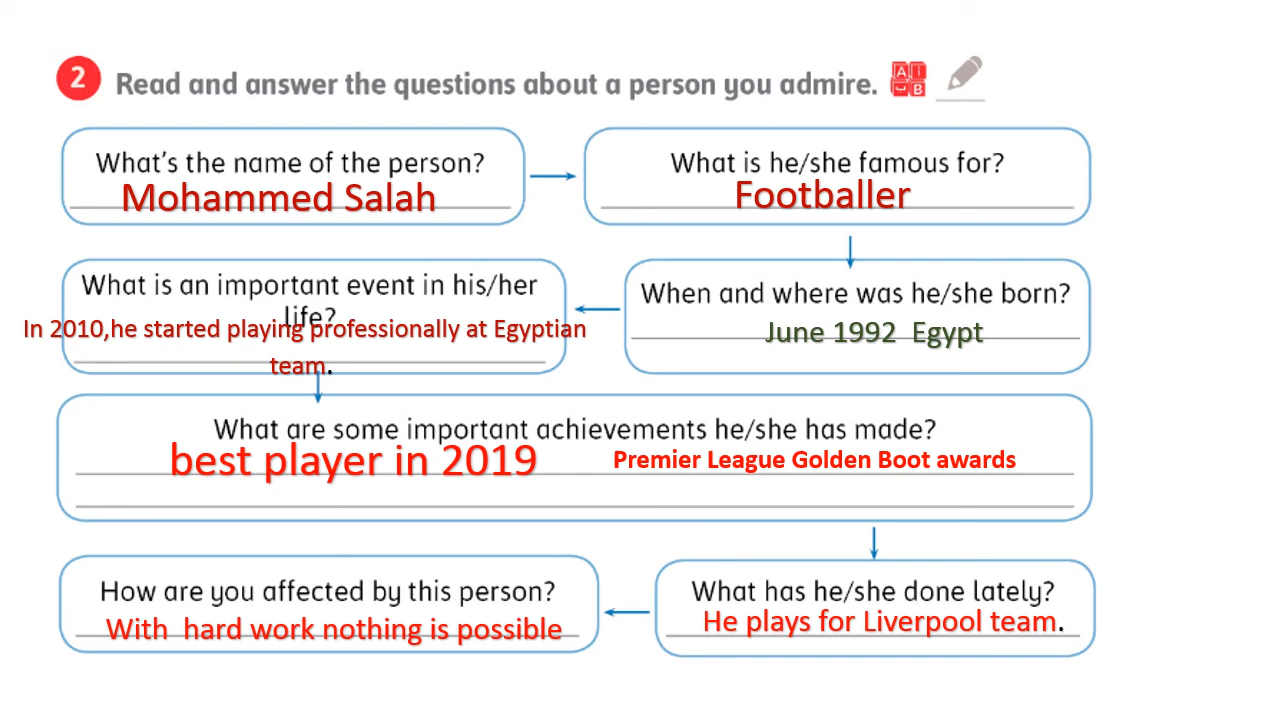 2 Read and answer the questions about a person you admire.
What's the name of the person?
Mohammed Salah
What is he/she famous for?
Footballer
When and where was he/she born?
June 1992 Egypt
What is an important event in his/her
life?
In 2010,he started playing professionally at Egyptian
team.
What are some important achievements he/she has made?
best player in 2019 Premier League Golden Boot awards
What has he/she done lately?
He plays for Liverpool team.
How are you affected by this person?
With hard work nothing is possible